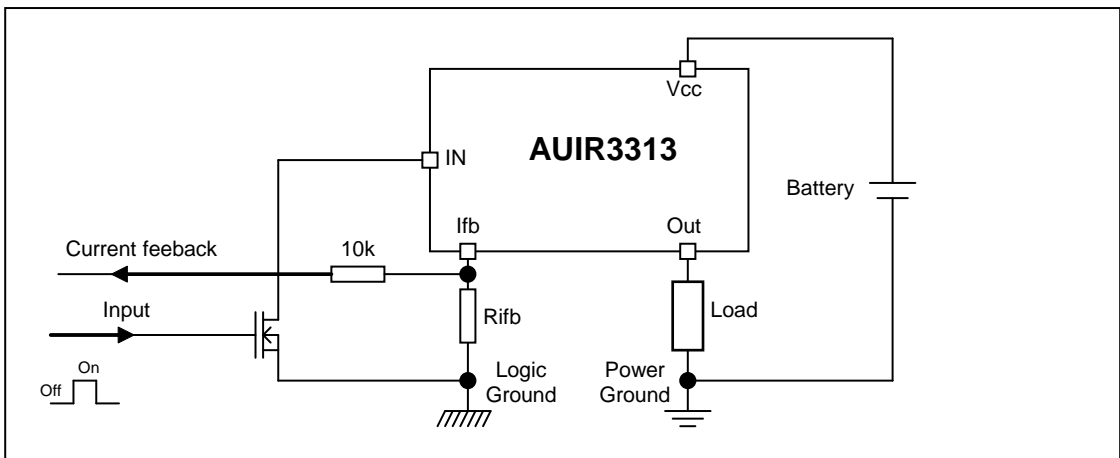 Vcc
AUIR3313
IN
Battery
Ifb
Out
Current feeback
10k
Input
Rifb
Load
On
Off
Logic
Ground
Power
Ground